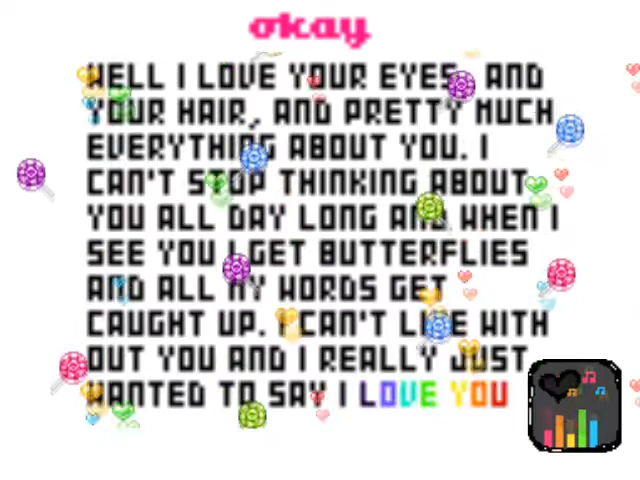 okay
WELL I LOVE YOUR EYES, AND
YOUR HAIR, AND PRETTY MUCH
EVERYTHING ABOUT YOU. I
CAN'T STOP THINKING ABOUT
YOU ALL DAY LONG AND WHEN I
SEE YOU I GET BUTTERFLIES
AND ALL MY WORDS GET
CAUGHT UP. I CAN'T LIVE WITH
OUT YOU AND I REALLY JUST
WANTED TO SAY I LOVE YOU